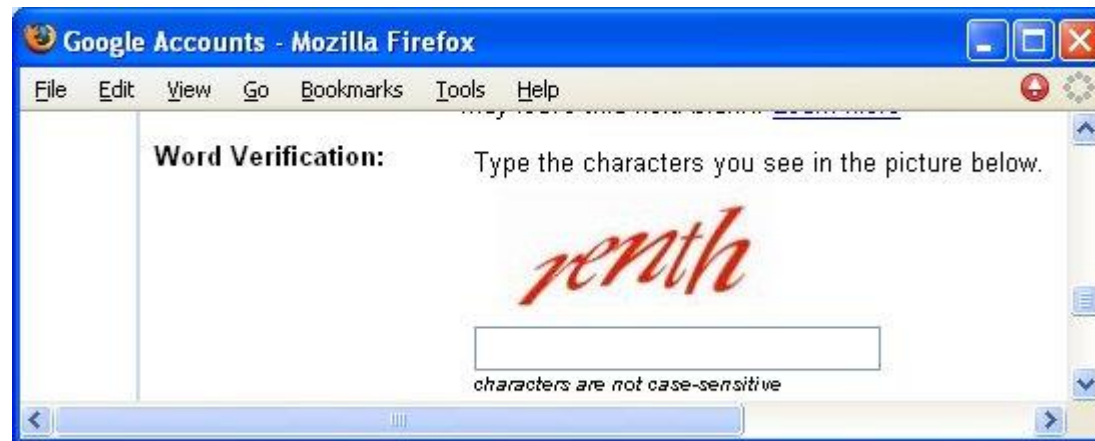 Google Accounts - Mozilla Firefox
File Edit View Go Bookmarks Tools Help
Word Verification: Type the characters you see in the picture below.
renth
characters are not case-sensitive